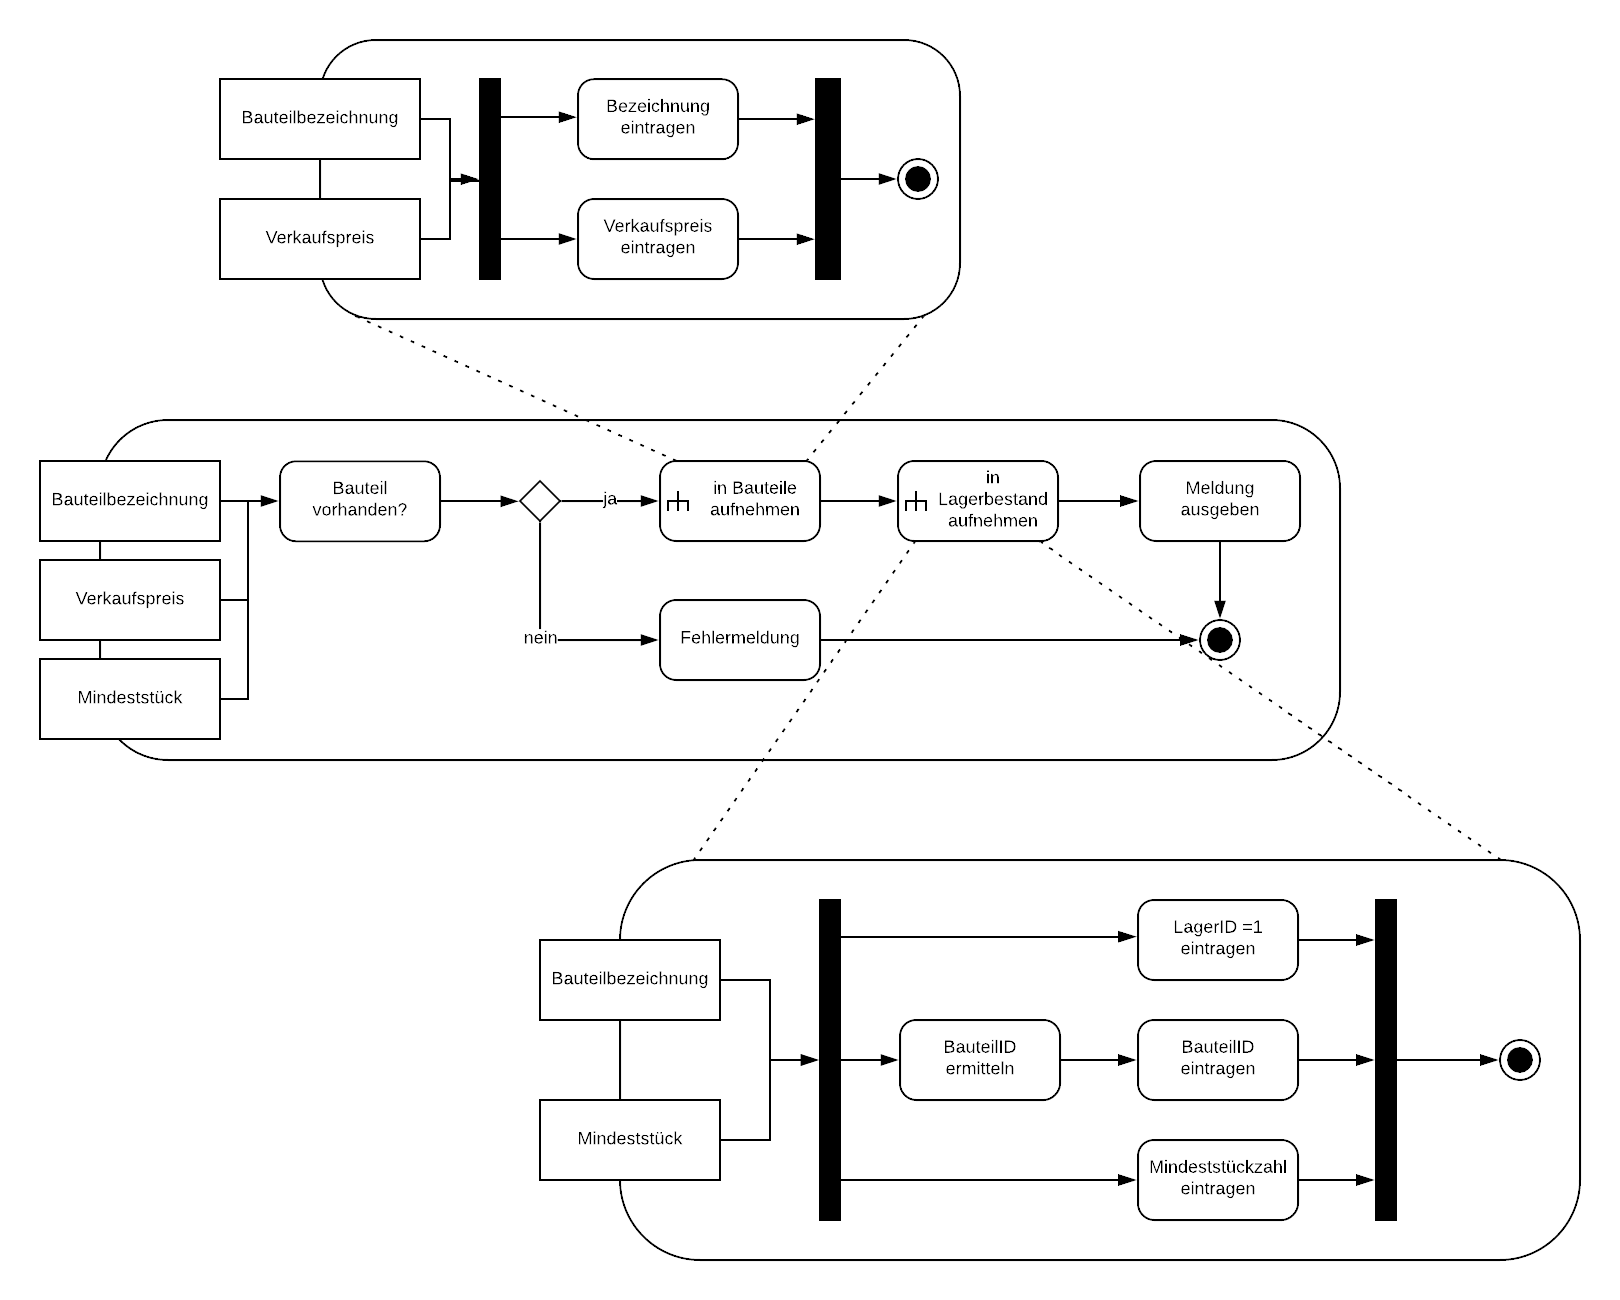 Bauteilbezeichnung
Bezeichnung
eintragen
Verkaufspreis
Verkaufspreis
eintragen
Bauteilbezeichnung
Bauteil
vorhanden?
ja
in Bauteile
aufnehmen
in
Lagerbestand
aufnehmen
Meldung
ausgeben
Verkaufspreis
nein
Fehlermeldung
Mindeststück
LagerID =1
eintragen
Bauteilbezeichnung
BauteilID
ermitteln
BauteilID
eintragen
Mindeststück
Mindeststückzahl
eintragen